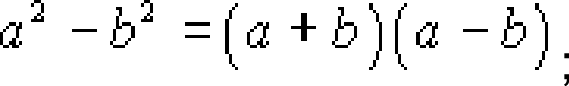 a² − b² = (a + b)(a − b);